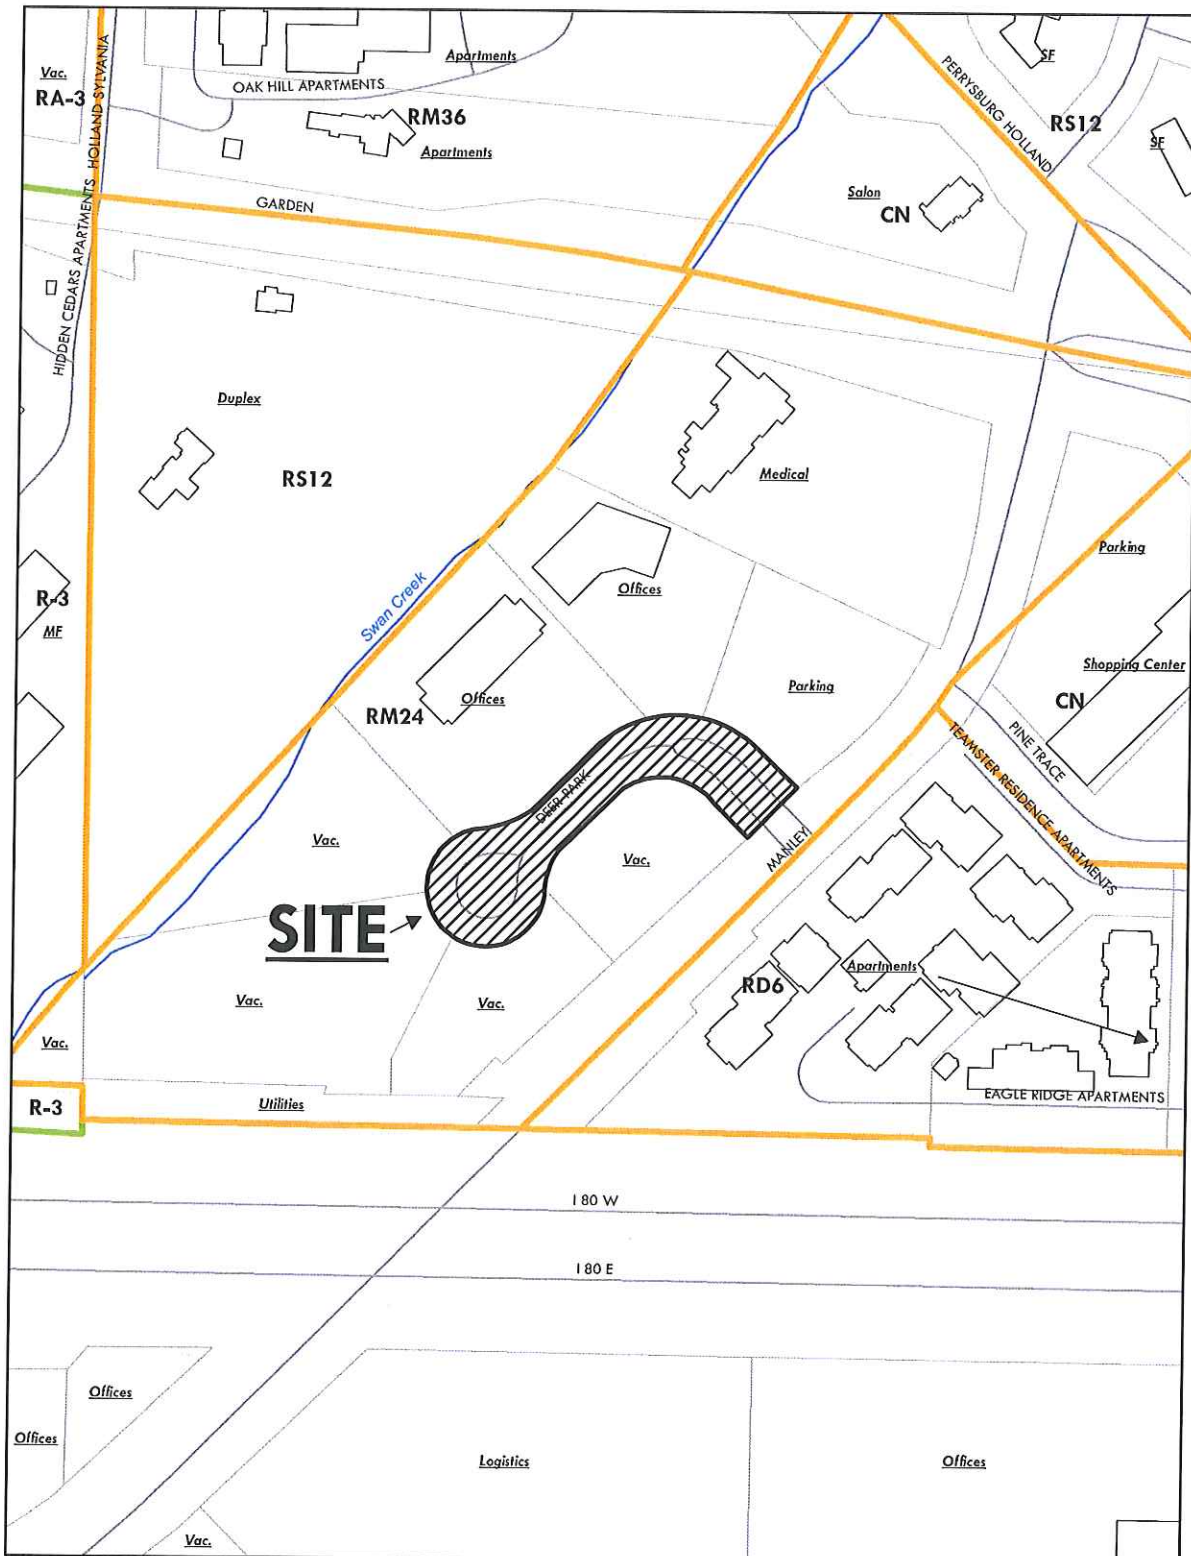 Vac.
RA-3
HOLLAND SYLVANIA
HIDDEN CEDARS APARTMENTS
Apartments
OAK HILL APARTMENTS
RM36
Apartments
GARDEN
SF
PERRYSBURG HOLLAND
RS12
SF
Salon
CN
Duplex
RS12
Medical
Parking
R-3
MF
Swan Creek
Offices
Offices
RM24
Parking
Shopping Center
CN
PINE TRACE
TEAMSTER RESIDENCE APARTMENTS
DEER PARK
MANLEY
Vac.
Vac.
SITE
Apartments
RD6
Vac.
Vac.
Vac.
R-3
Utilities
EAGLE RIDGE APARTMENTS
I 80 W
I 80 E
Offices
Offices
Logistics
Offices
Vac.